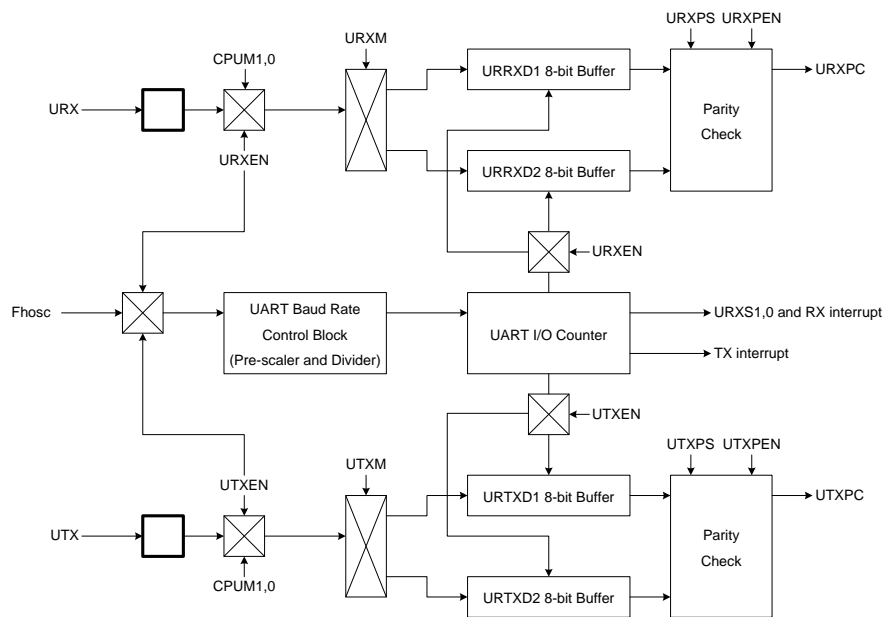 URXPS URXPEN
URXM
CPUM1,0
URRXD1 8-bit Buffer
URXPC
URX
Parity
Check
URXEN
URRXD2 8-bit Buffer
URXEN
Fhosc
UART Baud Rate
Control Block
(Pre-scaler and Divider)
UART I/O Counter
URXS1,0 and RX interrupt
TX interrupt
UTXEN
UTXPS UTXPEN
UTXM
UTXEN
URTXD1 8-bit Buffer
UTXPC
UTX
Parity
Check
CPUM1,0
URTXD2 8-bit Buffer